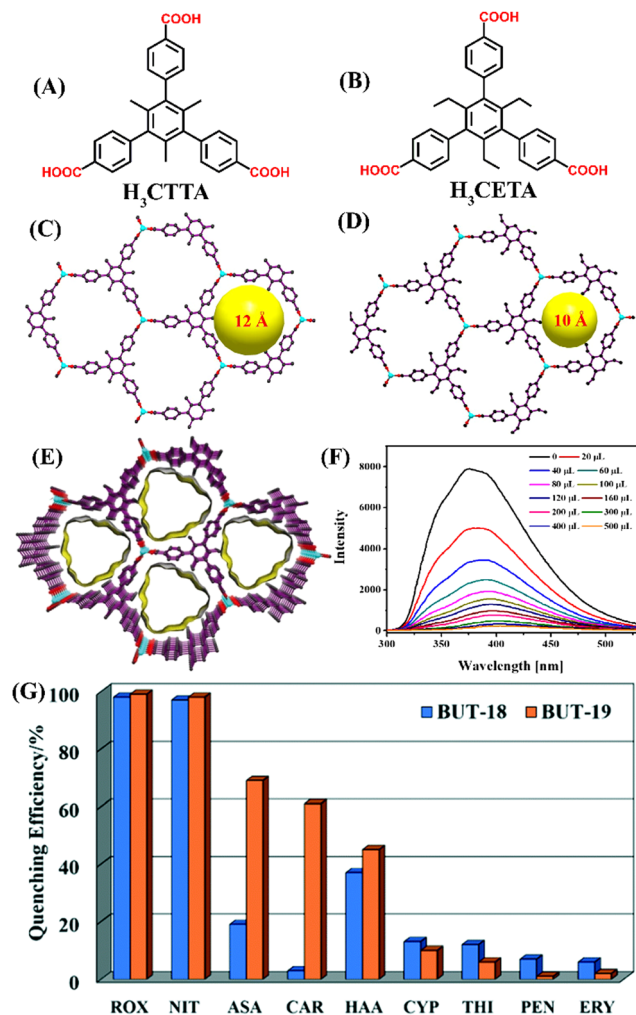 (A)
COOH
HOOC
COOH
H3CTTA
(B)
COOH
HOOC
COOH
H3CETA
(C)
12 Å
(D)
10 Å
(E)
(F)
8000
6000
4000
2000
0
Intensity
0 20 μL
40 μL 60 μL
80 μL 100 μL
120 μL 160 μL
200 μL 300 μL
400 μL 500 μL
300 350 400 450 500
Wavelength [nm]
(G)
Quenching Efficiency/%
100
80
60
40
20
0
BUT-18 BUT-19
ROX NIT ASA CAR HAA CYP THI PEN ERY